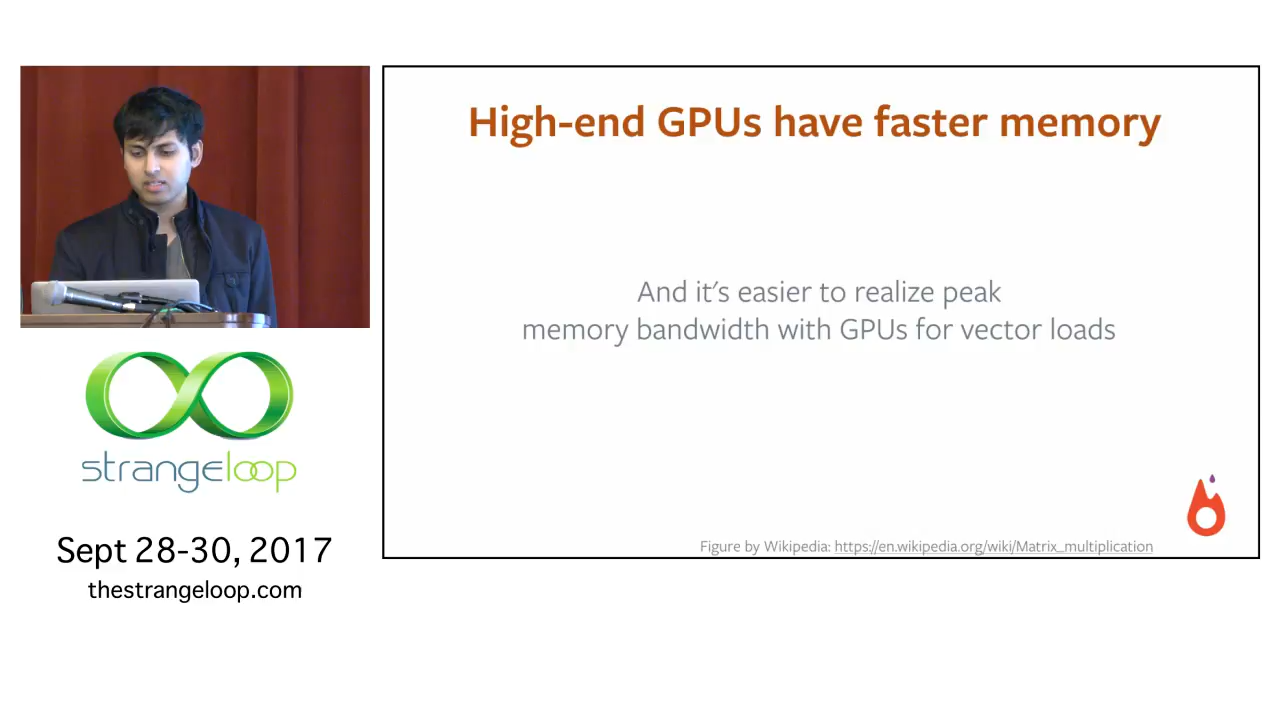 High-end GPUs have faster memory
And it's easier to realize peak
memory bandwidth with GPUs for vector loads
Figure by Wikipedia: https://en.wikipedia.org/wiki/Matrix_multiplication
strangeloop
Sept 28-30, 2017
thestrangeloop.com